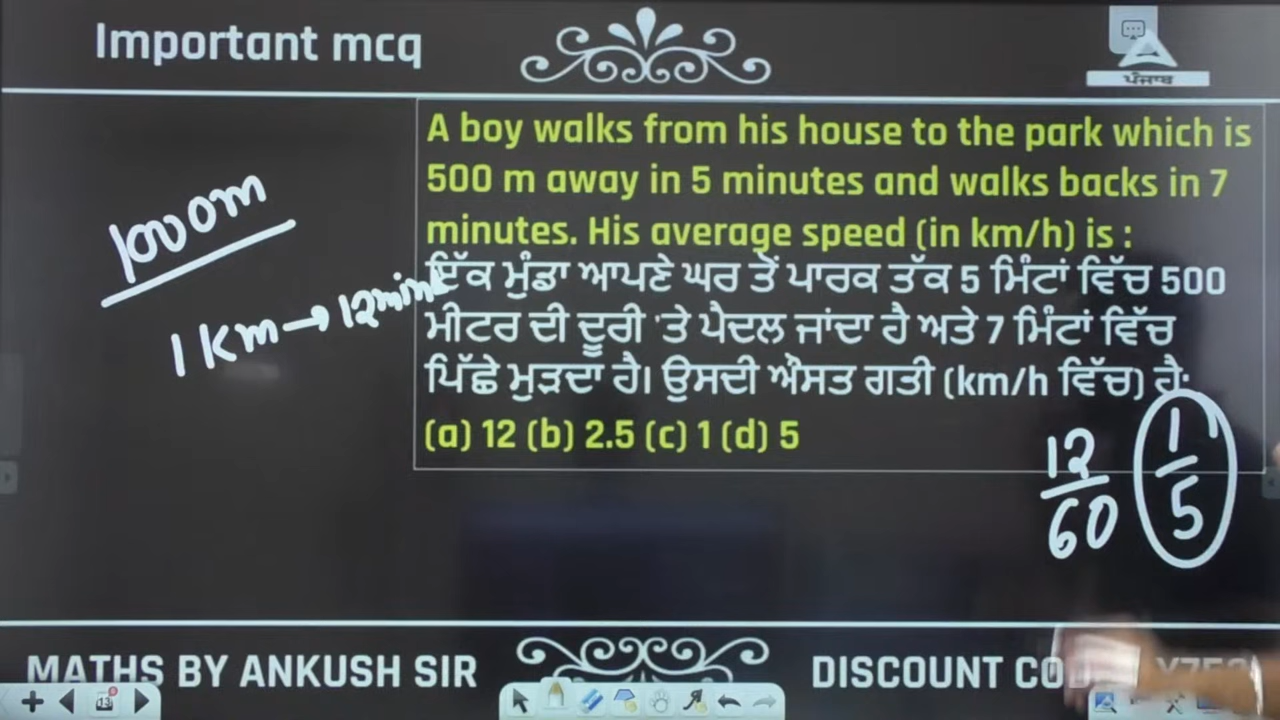 Important mcq
ਪੰਜਾਬ
A boy walks from his house to the park which is
500 m away in 5 minutes and walks backs in 7
minutes. His average speed (in km/h) is :
ਇੱਕ ਮੁੰਡਾ ਆਪਣੇ ਘਰ ਤੋਂ ਪਾਰਕ ਤੱਕ 5 ਮਿੰਟਾਂ ਵਿੱਚ 500
ਮੀਟਰ ਦੀ ਦੂਰੀ 'ਤੇ ਪੈਦਲ ਜਾਂਦਾ ਹੈ ਅਤੇ 7 ਮਿੰਟਾਂ ਵਿੱਚ
ਪਿੱਛੇ ਮੁੜਦਾ ਹੈ। ਉਸਦੀ ਔਸਤ ਗਤੀ (km/h ਵਿੱਚ) ਹੈ:
(a) 12 (b) 2.5 (c) 1 (d) 5
1000m
1 km → 12 min
12/60
1/5
MATHS BY ANKUSH SIR
DISCOUNT